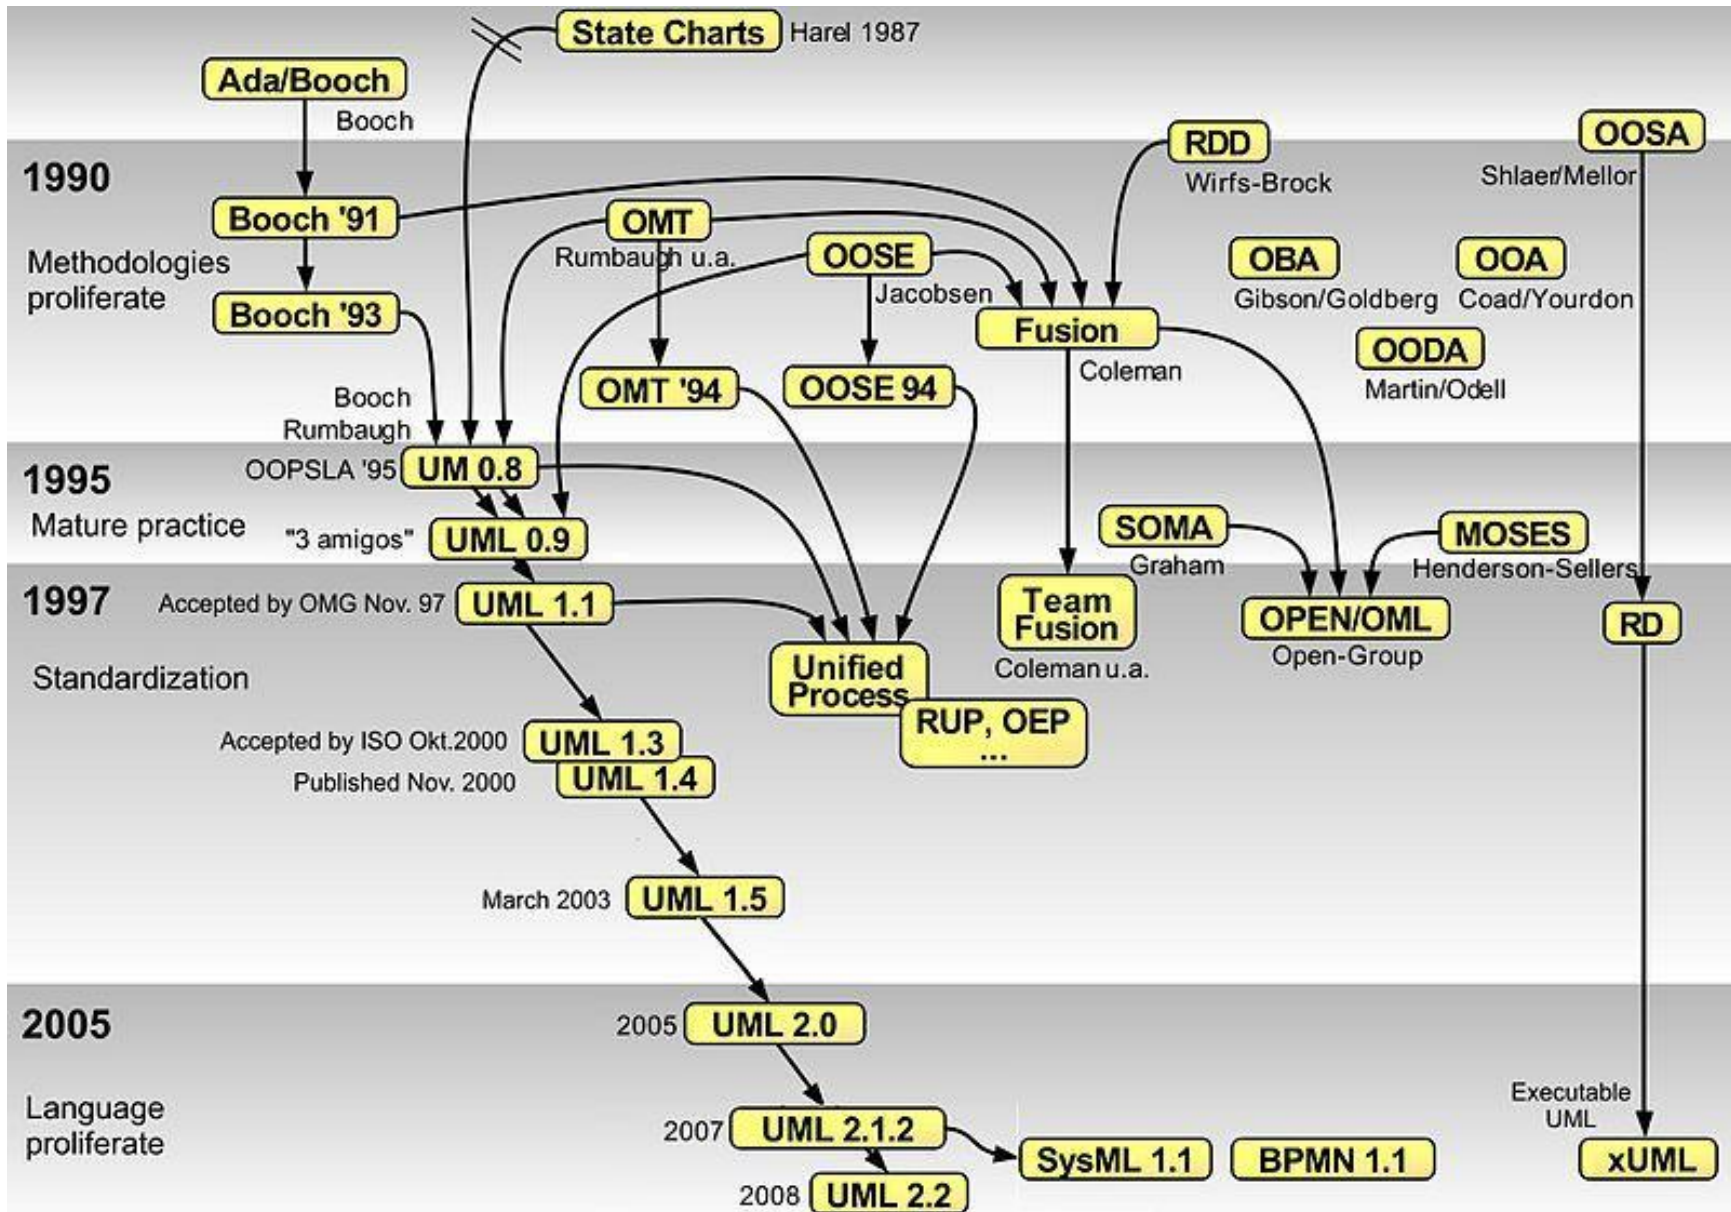 State Charts
Harel 1987
Ada/Booch
Booch
RDD
Wirfs-Brock
OOSA
Shlaer/Mellor
1990
Methodologies
proliferate
Booch '91
OMT
Rumbaugh u.a.
OOSE
Jacobsen
OBA
Gibson/Goldberg
OOA
Coad/Yourdon
Booch '93
Fusion
Coleman
OODA
Martin/Odell
OMT '94
OOSE 94
Booch
Rumbaugh
OOPSLA '95
UM 0.8
1995
Mature practice
"3 amigos"
UML 0.9
SOMA
Graham
MOSES
Henderson-Sellers
1997
Standardization
Accepted by OMG Nov. 97
UML 1.1
Team
Fusion
Coleman u.a.
OPEN/OML
Open-Group
RD
Unified
Process
RUP, OEP
...
Accepted by ISO Okt.2000
UML 1.3
Published Nov. 2000
UML 1.4
March 2003
UML 1.5
2005
Language
proliferate
2005
UML 2.0
2007
UML 2.1.2
2008
UML 2.2
SysML 1.1
BPMN 1.1
Executable
UML
xUML